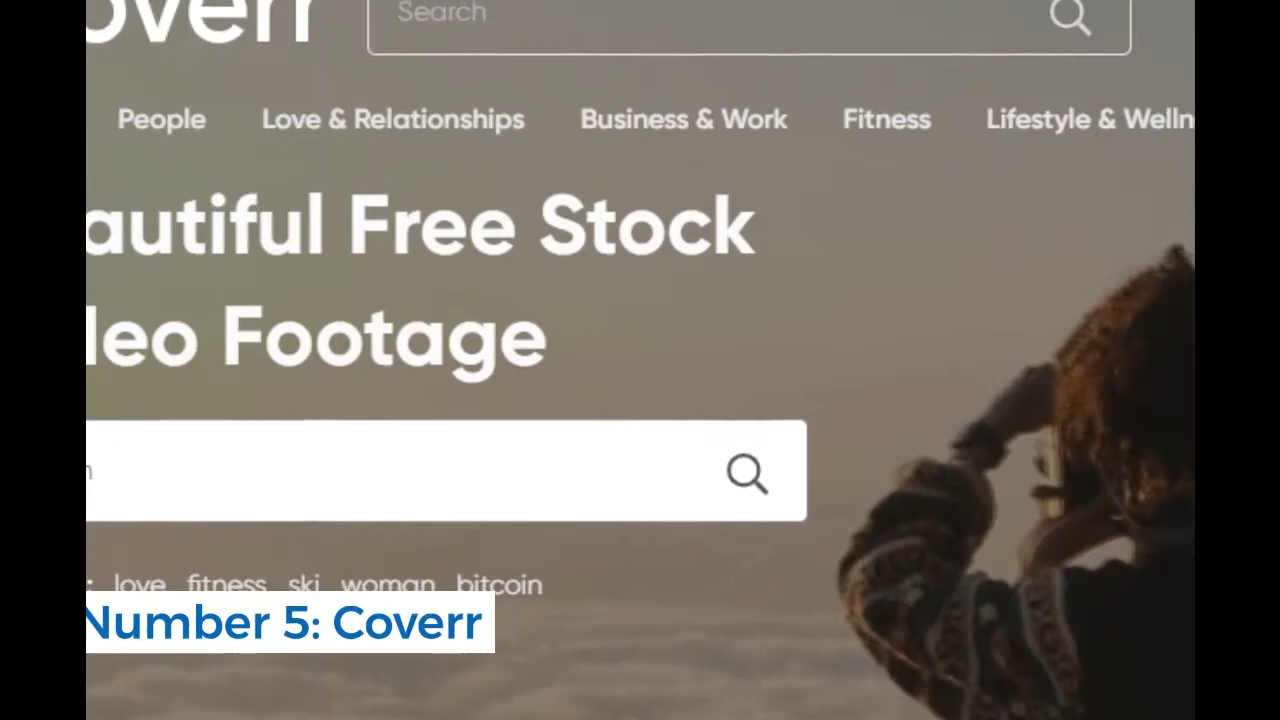 overr
Search
People Love & Relationships Business & Work Fitness Lifestyle & Welln
autiful Free Stock
deo Footage
h
: love fitness ski woman bitcoin
Number 5: Coverr